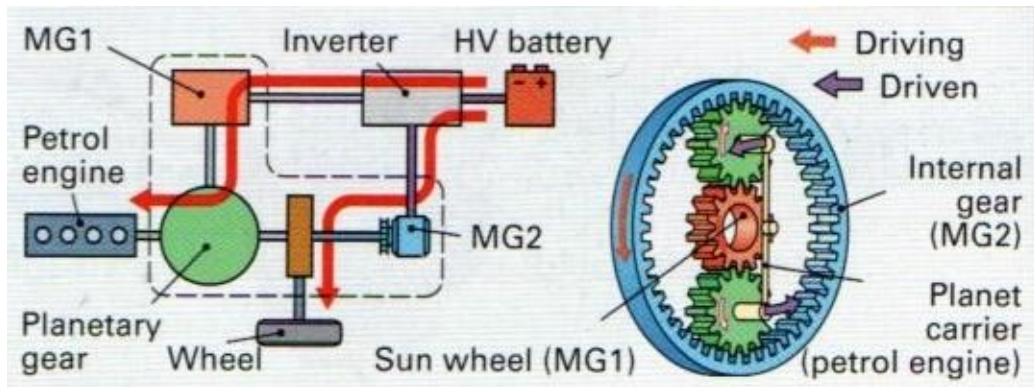 MG1
Inverter
HV battery
Driving
Driven
Petrol
engine
Internal
gear
(MG2)
MG2
Planetary
gear
Wheel
Sun wheel (MG1)
Planet
carrier
(petrol engine)